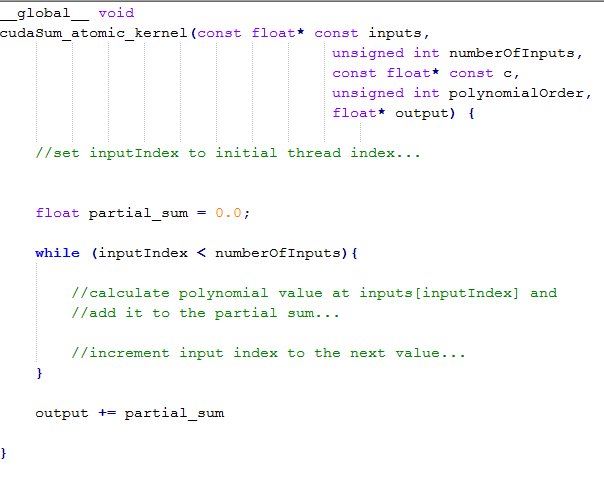 __global__ void
cudaSum_atomic_kernel(const float* const inputs,
unsigned int numberOfInputs,
const float* const c,
unsigned int polynomialOrder,
float* output) {
//set inputIndex to initial thread index...
float partial_sum = 0.0;
while (inputIndex < numberOfInputs){
//calculate polynomial value at inputs[inputIndex] and
//add it to the partial sum...
//increment input index to the next value...
}
output += partial_sum
}